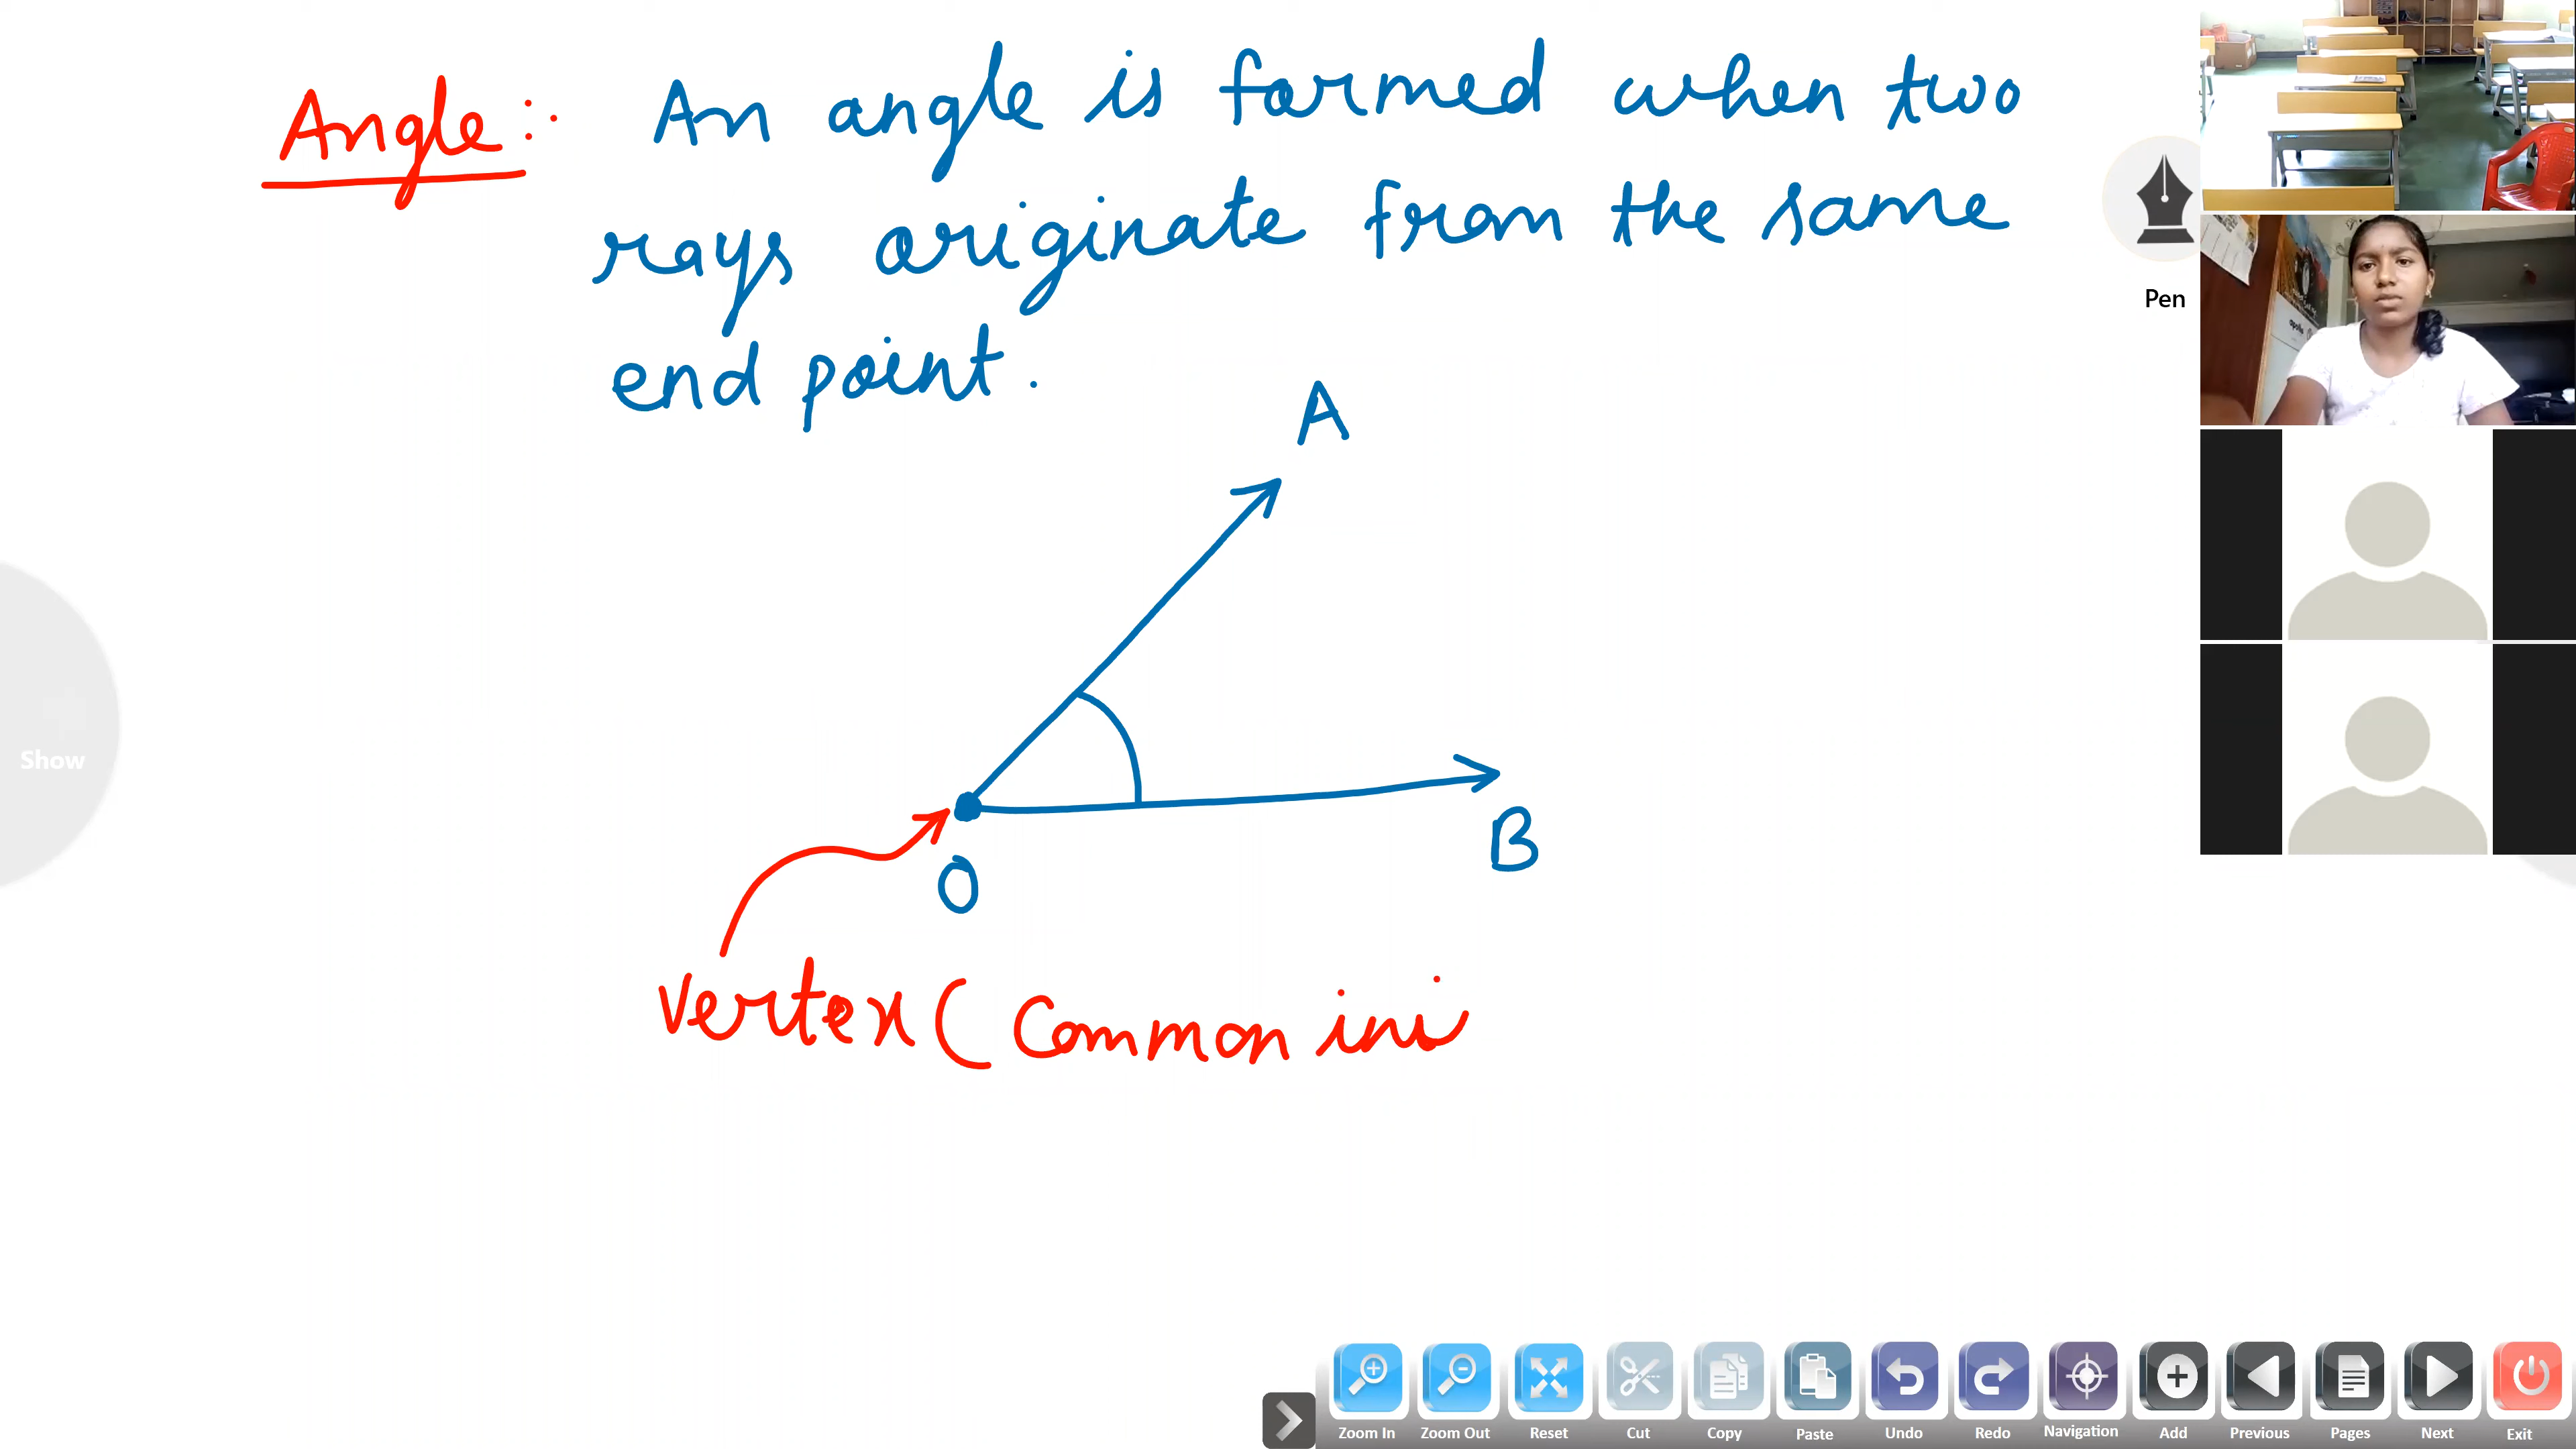 Angle:- An angle is formed when two
rays originate from the same
end point.
A
B
O
Vertex ( Common ini
Pen
Show
Zoom In Zoom Out Reset Cut Copy Paste Undo Redo Navigation Add Previous Pages Next Exit